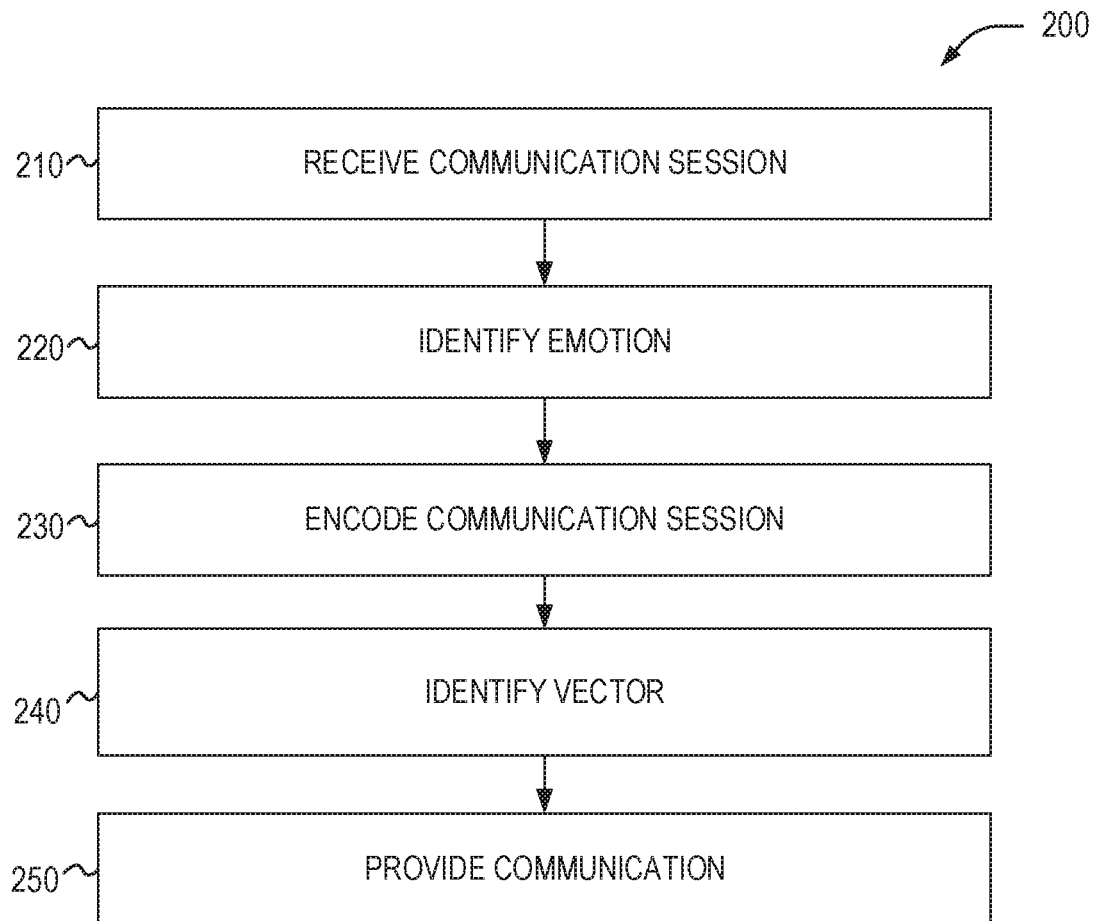 200
210 RECEIVE COMMUNICATION SESSION
220 IDENTIFY EMOTION
230 ENCODE COMMUNICATION SESSION
240 IDENTIFY VECTOR
250 PROVIDE COMMUNICATION